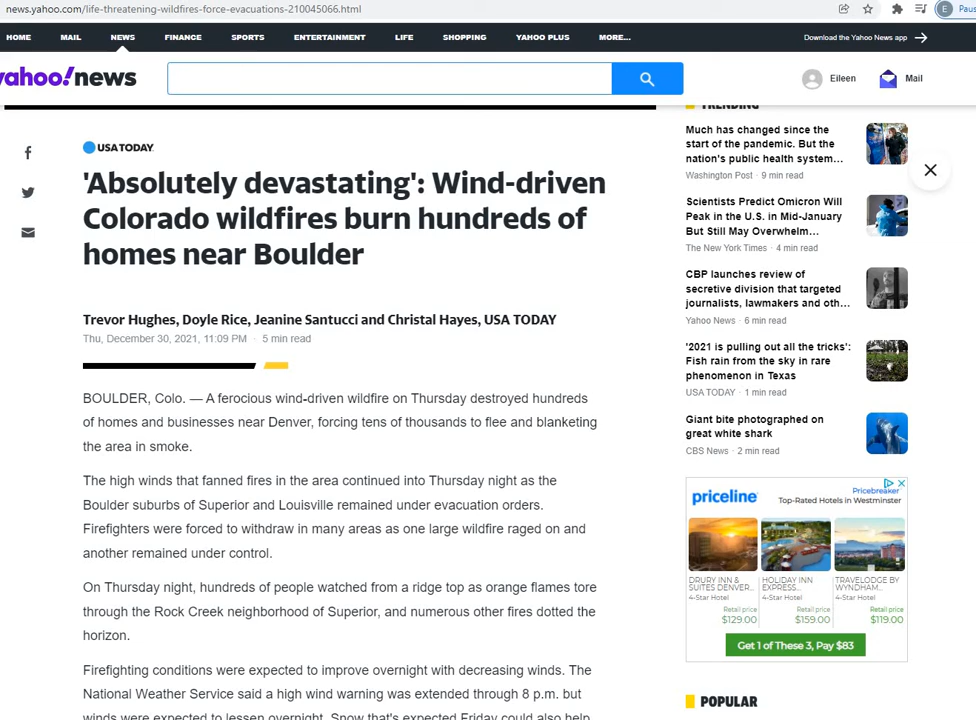 news.yahoo.com/life-threatening-wildfires-force-evacuations-210045066.html
E
Paus
HOME MAIL NEWS FINANCE SPORTS ENTERTAINMENT LIFE SHOPPING YAHOO PLUS MORE...
Download the Yahoo News app
yahoo!news
Eileen
Mail
USA TODAY
'Absolutely devastating': Wind-driven
Colorado wildfires burn hundreds of
homes near Boulder
Trevor Hughes, Doyle Rice, Jeanine Santucci and Christal Hayes, USA TODAY
Thu, December 30, 2021, 11:09 PM · 5 min read
BOULDER, Colo. — A ferocious wind-driven wildfire on Thursday destroyed hundreds
of homes and businesses near Denver, forcing tens of thousands to flee and blanketing
the area in smoke.
The high winds that fanned fires in the area continued into Thursday night as the
Boulder suburbs of Superior and Louisville remained under evacuation orders.
Firefighters were forced to withdraw in many areas as one large wildfire raged on and
another remained under control.
On Thursday night, hundreds of people watched from a ridge top as orange flames tore
through the Rock Creek neighborhood of Superior, and numerous other fires dotted the
horizon.
Firefighting conditions were expected to improve overnight with decreasing winds. The
National Weather Service said a high wind warning was extended through 8 p.m. but
winds were expected to lessen overnight. Snow that's expected Friday could also help
TRENDING
Much has changed since the
start of the pandemic. But the
nation's public health system...
Washington Post · 9 min read
Scientists Predict Omicron Will
Peak in the U.S. in Mid-January
But Still May Overwhelm...
The New York Times · 4 min read
CBP launches review of
secretive division that targeted
journalists, lawmakers and oth...
Yahoo News · 6 min read
'2021 is pulling out all the tricks':
Fish rain from the sky in rare
phenomenon in Texas
USA TODAY · 1 min read
Giant bite photographed on
great white shark
CBS News · 2 min read
priceline
Pricebreaker
Top-Rated Hotels in Westminster
DRURY INN &
SUITES DENVER...
4-Star Hotel
Retail price
$129.00
HOLIDAY INN
EXPRESS...
4-Star Hotel
Retail price
$159.00
TRAVELODGE BY
WYNDHAM...
4-Star Hotel
Retail price
$119.00
Get 1 of These 3, Pay $83
POPULAR